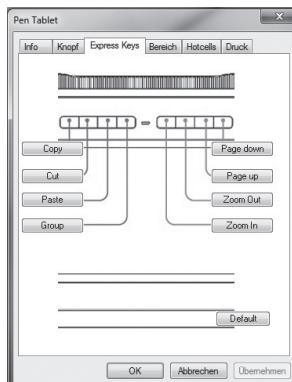 Pen Tablet
Info Knopf Express Keys Bereich Hotcells Druck
Copy Page down
Cut Page up
Paste Zoom Out
Group Zoom In
Default
OK Abbrechen Übernehmen